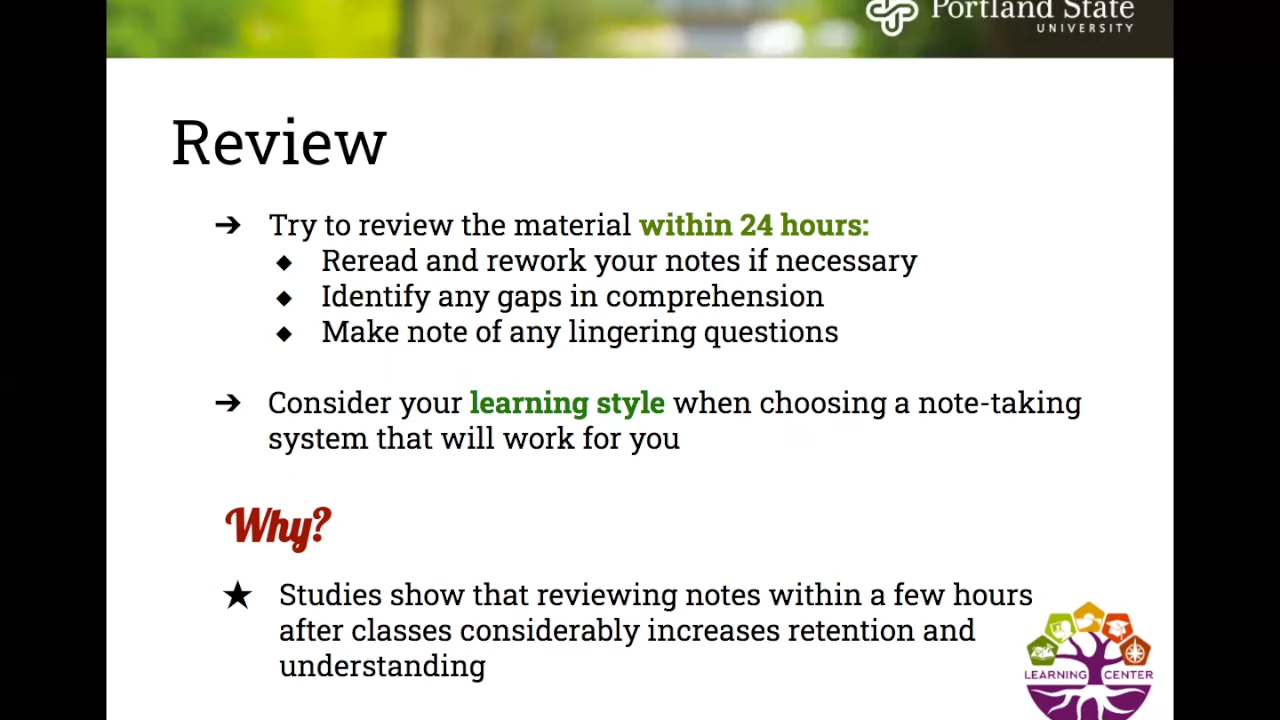 Portland State
UNIVERSITY
Review
➔ Try to review the material within 24 hours:
◆ Reread and rework your notes if necessary
◆ Identify any gaps in comprehension
◆ Make note of any lingering questions
➔ Consider your learning style when choosing a note-taking
system that will work for you
Why?
★ Studies show that reviewing notes within a few hours
after classes considerably increases retention and
understanding
LEARNING CENTER